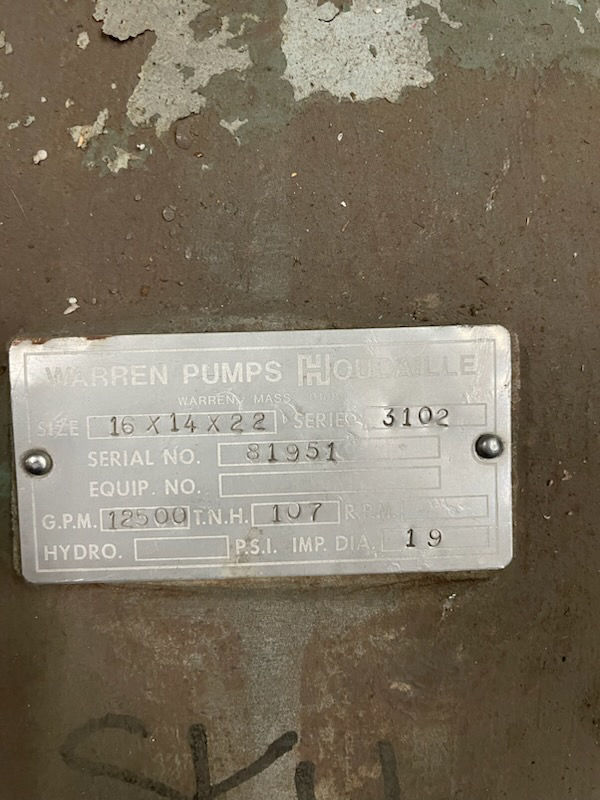 WARREN PUMPS HOUDAILLE
WARREN, MASS.
SIZE 16 X 14 X 22 SERIES 3102
SERIAL NO. 81951
EQUIP. NO.
G.P.M. 12500 T.N.H. 107 R.P.M.
HYDRO. P.S.I. IMP. DIA. 19